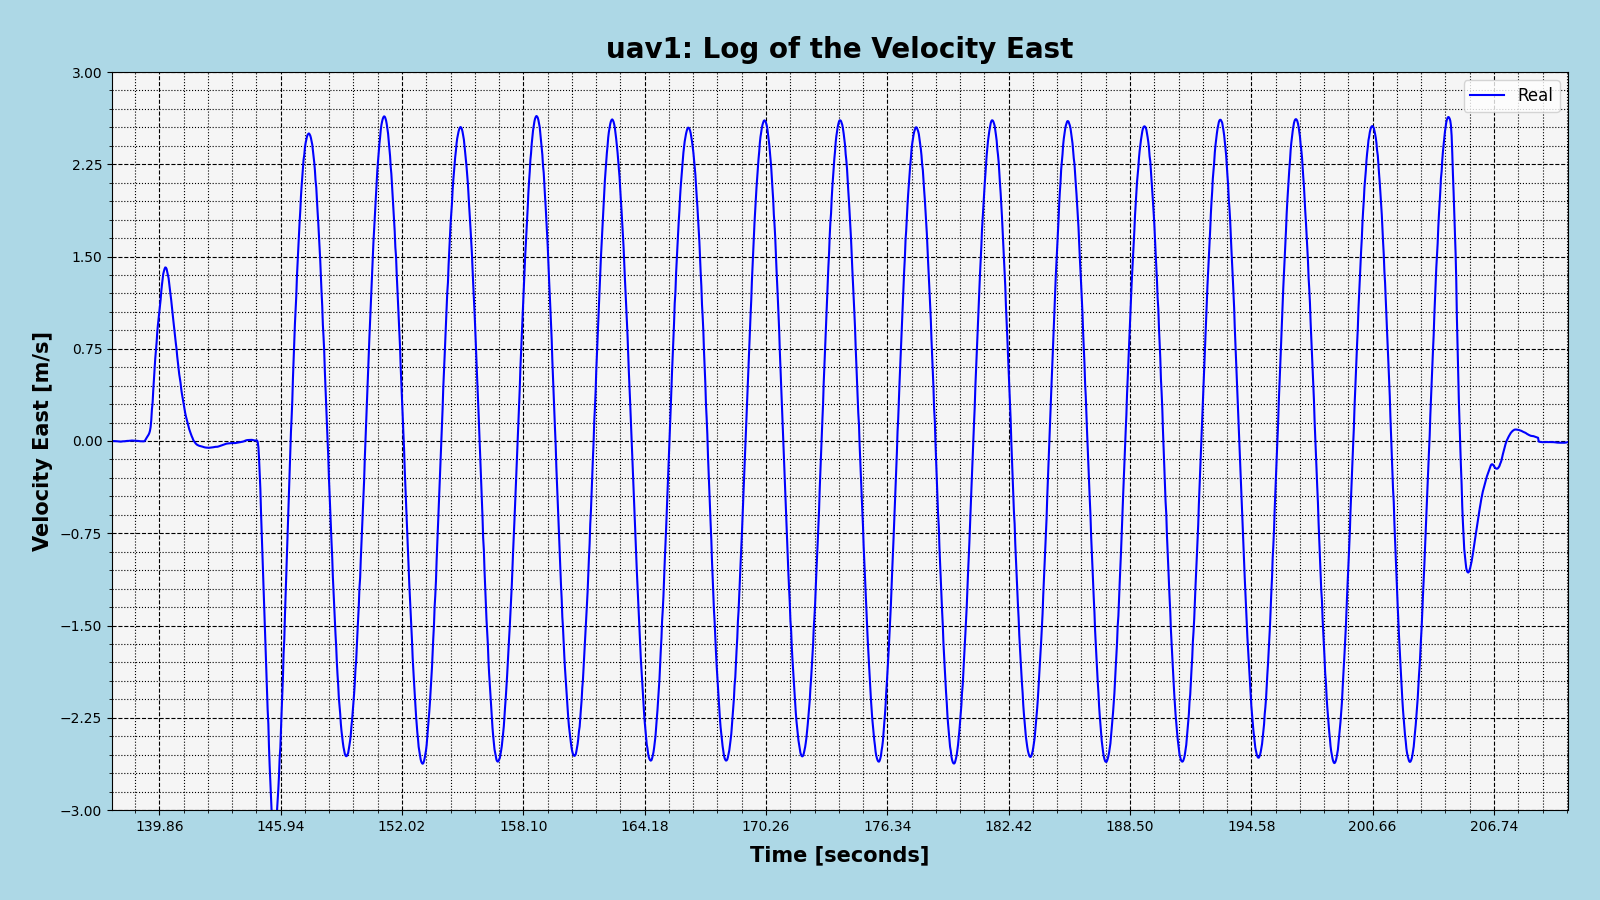 uav1: Log of the Velocity East
Real
Velocity East [m/s]
3.00
2.25
1.50
0.75
0.00
−0.75
−1.50
−2.25
−3.00
139.86 145.94 152.02 158.10 164.18 170.26 176.34 182.42 188.50 194.58 200.66 206.74
Time [seconds]